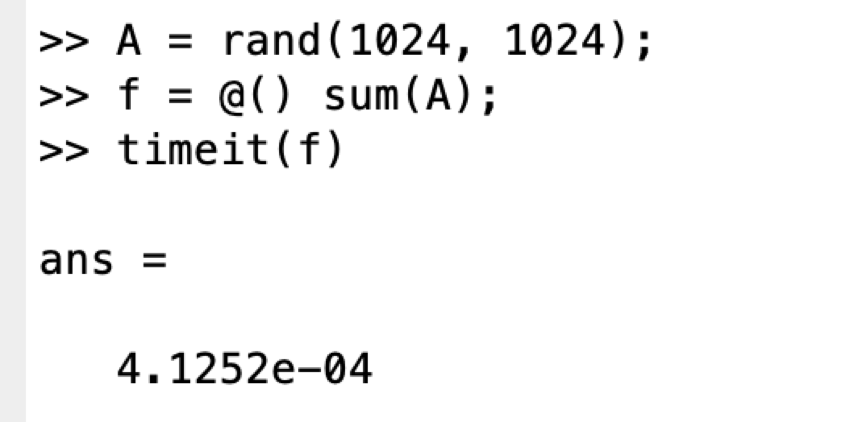 >> A = rand(1024, 1024);
>> f = @() sum(A);
>> timeit(f)
ans =
4.1252e-04